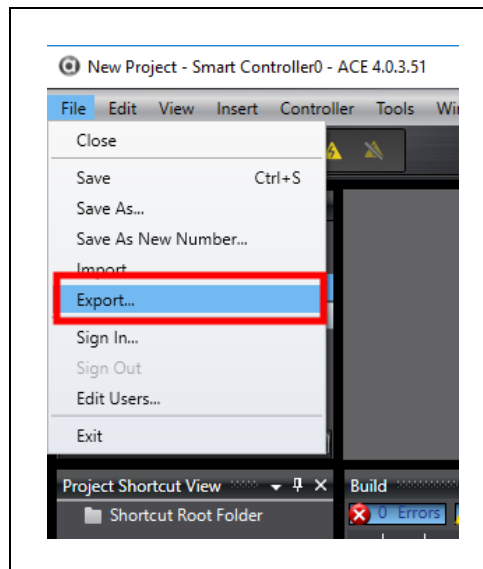 New Project - Smart Controller0 - ACE 4.0.3.51
File Edit View Insert Controller Tools
Close
Save Ctrl+S
Save As...
Save As New Number...
Import...
Export...
Sign In...
Sign Out
Edit Users...
Exit
Project Shortcut View Build
Shortcut Root Folder 0 Errors